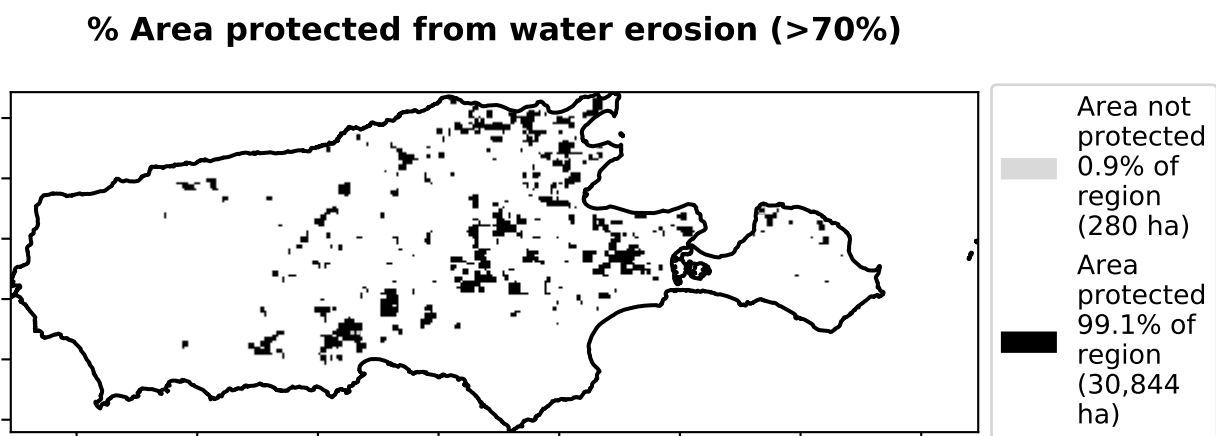 % Area protected from water erosion (>70%)
Area not
protected
0.9% of
region
(280 ha)
Area
protected
99.1% of
region
(30,844
ha)